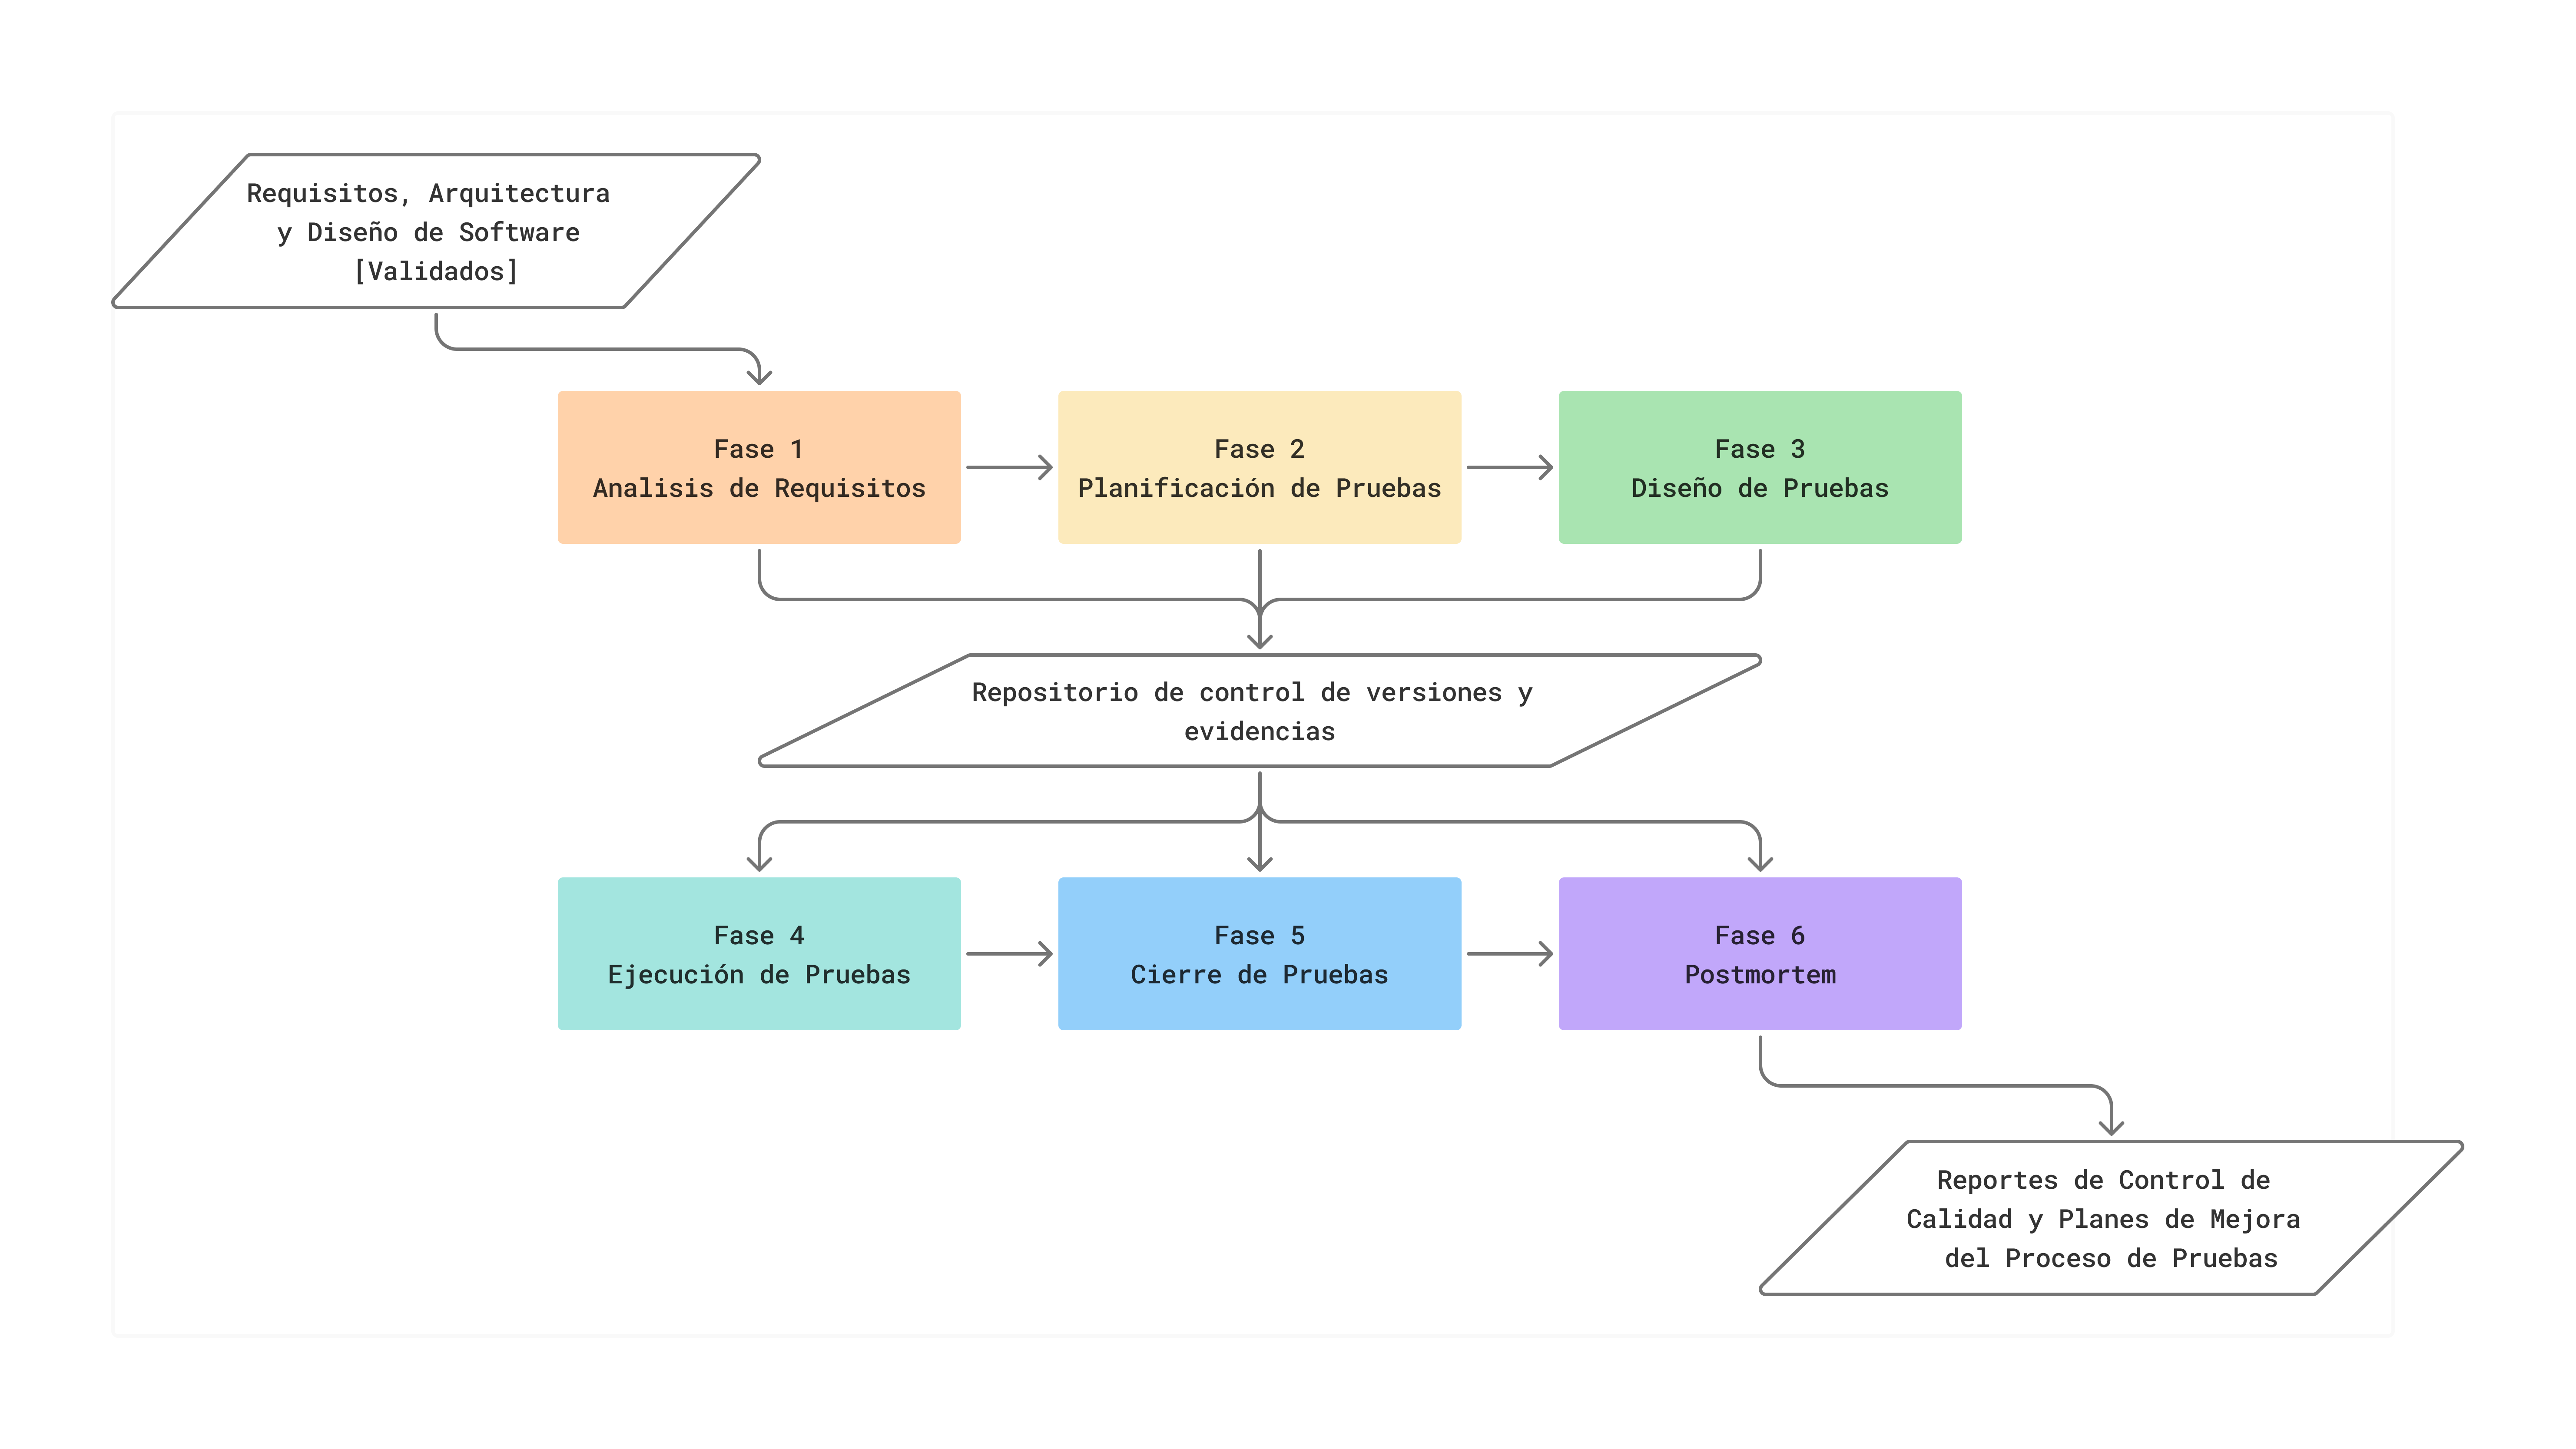 Requisitos, Arquitectura
y Diseño de Software
[Validados]
Fase 1
Analisis de Requisitos
Fase 2
Planificación de Pruebas
Fase 3
Diseño de Pruebas
Repositorio de control de versiones y
evidencias
Fase 4
Ejecución de Pruebas
Fase 5
Cierre de Pruebas
Fase 6
Postmortem
Reportes de Control de
Calidad y Planes de Mejora
del Proceso de Pruebas